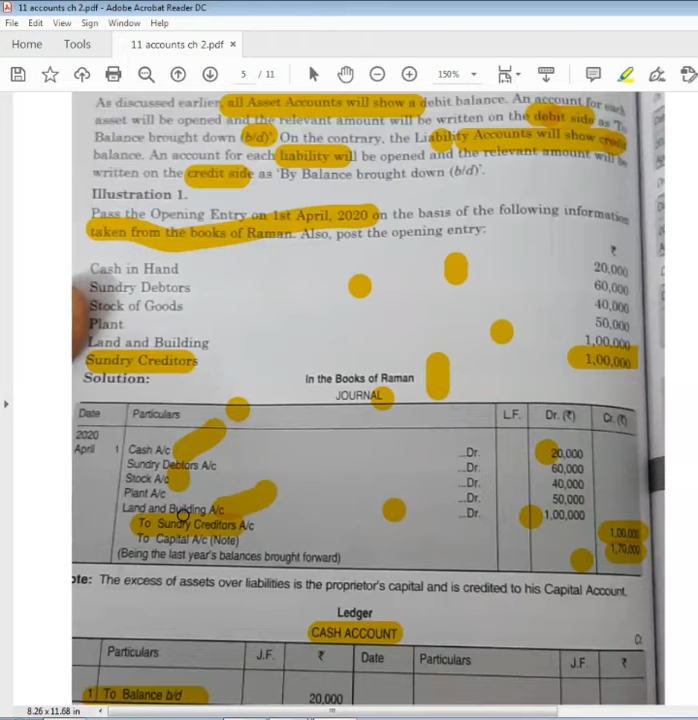 11 accounts ch 2.pdf - Adobe Acrobat Reader DC
File Edit View Sign Window Help
Home Tools 11 accounts ch 2.pdf ×
5 / 11 150%
As discussed earlier, all Asset Accounts will show a debit balance. An account for each
asset will be opened and the relevant amount will be written on the debit side as 'To
Balance brought down (b/d)'. On the contrary, the Liability Accounts will show credit
balance. An account for each liability will be opened and the relevant amount will be
written on the credit side as 'By Balance brought down (b/d)'.
Illustration 1.
Pass the Opening Entry on 1st April, 2020 on the basis of the following information
taken from the books of Raman. Also, post the opening entry:
₹
Cash in Hand 20,000
Sundry Debtors 60,000
Stock of Goods 40,000
Plant 50,000
Land and Building 1,00,000
Sundry Creditors 1,00,000
Solution: In the Books of Raman
JOURNAL
Date Particulars L.F. Dr. (₹) Cr. (₹)
2020
April 1 Cash A/c ...Dr. 20,000
Sundry Debtors A/c ...Dr. 60,000
Stock A/c ...Dr. 40,000
Plant A/c ...Dr. 50,000
Land and Building A/c ...Dr. 1,00,000
To Sundry Creditors A/c 1,00,000
To Capital A/c (Note) 1,70,000
(Being the last year's balances brought forward)
ote: The excess of assets over liabilities is the proprietor's capital and is credited to his Capital Account.
Ledger
CASH ACCOUNT
Particulars J.F. ₹ Date Particulars J.F. ₹
1 To Balance b/d 20,000
8.26 x 11.68 in